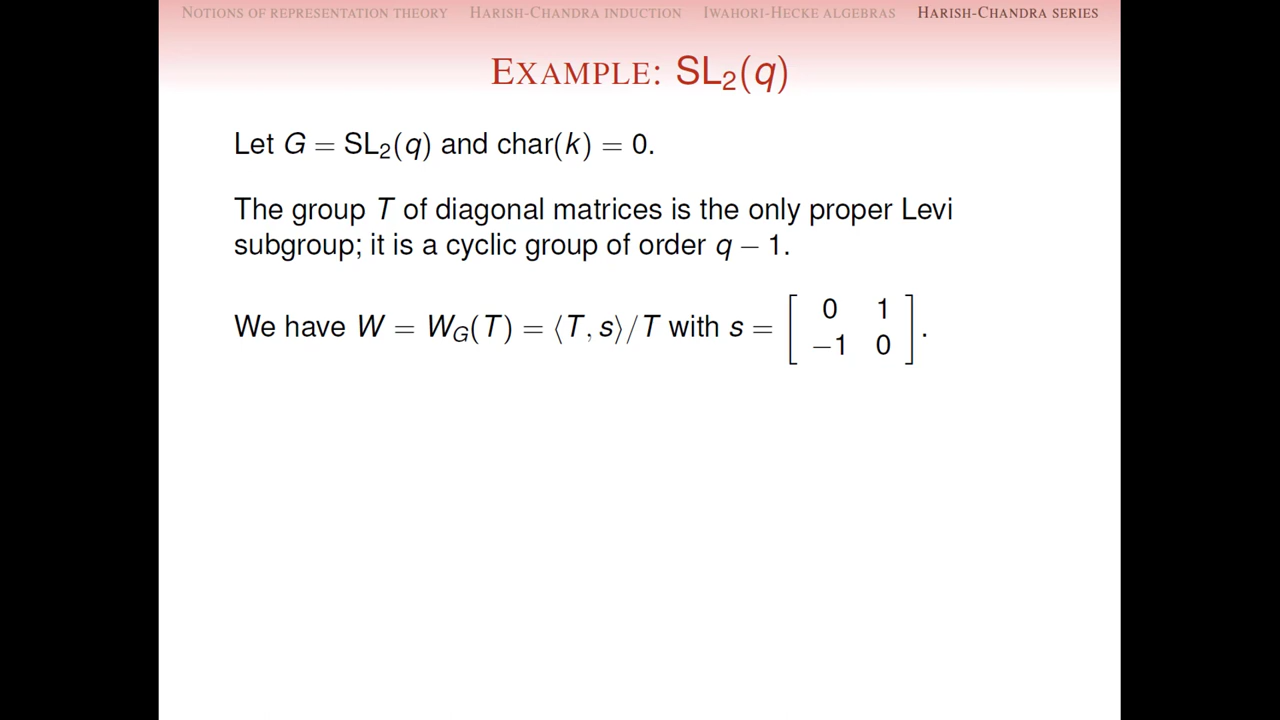 NOTIONS OF REPRESENTATION THEORY HARISH-CHANDRA INDUCTION IWAHORI-HECKE ALGEBRAS HARISH-CHANDRA SERIES
EXAMPLE: SL₂(q)
Let G = SL₂(q) and char(k) = 0.
The group T of diagonal matrices is the only proper Levi
subgroup; it is a cyclic group of order q − 1.
We have W = W_G(T) = ⟨T, s⟩/T with s = [ 0 1
−1 0 ] .